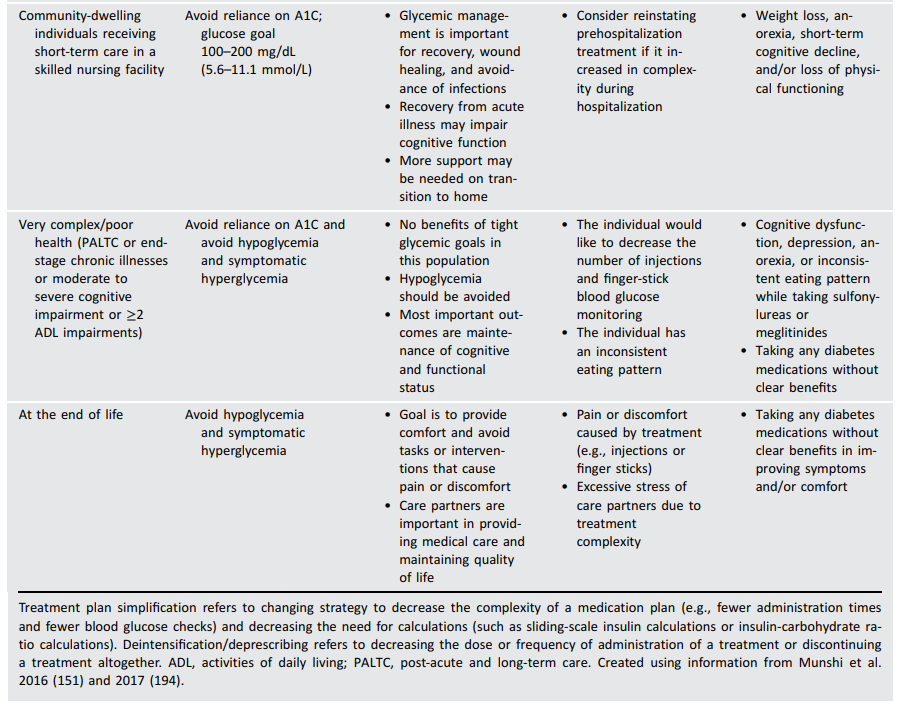 Community-dwelling
individuals receiving
short-term care in a
skilled nursing facility
Avoid reliance on A1C;
glucose goal
100–200 mg/dL
(5.6–11.1 mmol/L)
• Glycemic manage-
ment is important
for recovery, wound
healing, and avoid-
ance of infections
• Recovery from acute
illness may impair
cognitive function
• More support may
be needed on tran-
sition to home
• Consider reinstating
prehospitalization
treatment if it in-
creased in complex-
ity during
hospitalization
• Weight loss, an-
orexia, short-term
cognitive decline,
and/or loss of physi-
cal functioning
Very complex/poor
health (PALTC or end-
stage chronic illnesses
or moderate to
severe cognitive
impairment or ≥2
ADL impairments)
Avoid reliance on A1C and
avoid hypoglycemia
and symptomatic
hyperglycemia
• No benefits of tight
glycemic goals in
this population
• Hypoglycemia
should be avoided
• Most important out-
comes are mainte-
nance of cognitive
and functional
status
• The individual would
like to decrease the
number of injections
and finger-stick
blood glucose
monitoring
• The individual has
an inconsistent
eating pattern
• Cognitive dysfunc-
tion, depression, an-
orexia, or inconsis-
tent eating pattern
while taking sulfony-
lureas or
meglitinides
• Taking any diabetes
medications without
clear benefits
At the end of life
Avoid hypoglycemia
and symptomatic
hyperglycemia
• Goal is to provide
comfort and avoid
tasks or interven-
tions that cause
pain or discomfort
• Care partners are
important in provid-
ing medical care and
maintaining quality
of life
• Pain or discomfort
caused by treatment
(e.g., injections or
finger sticks)
• Excessive stress of
care partners due to
treatment
complexity
• Taking any diabetes
medications without
clear benefits in im-
proving symptoms
and/or comfort
Treatment plan simplification refers to changing strategy to decrease the complexity of a medication plan (e.g., fewer administration times
and fewer blood glucose checks) and decreasing the need for calculations (such as sliding-scale insulin calculations or insulin-carbohydrate ra-
tio calculations). Deintensification/deprescribing refers to decreasing the dose or frequency of administration of a treatment or discontinuing
a treatment altogether. ADL, activities of daily living; PALTC, post-acute and long-term care. Created using information from Munshi et al.
2016 (151) and 2017 (194).